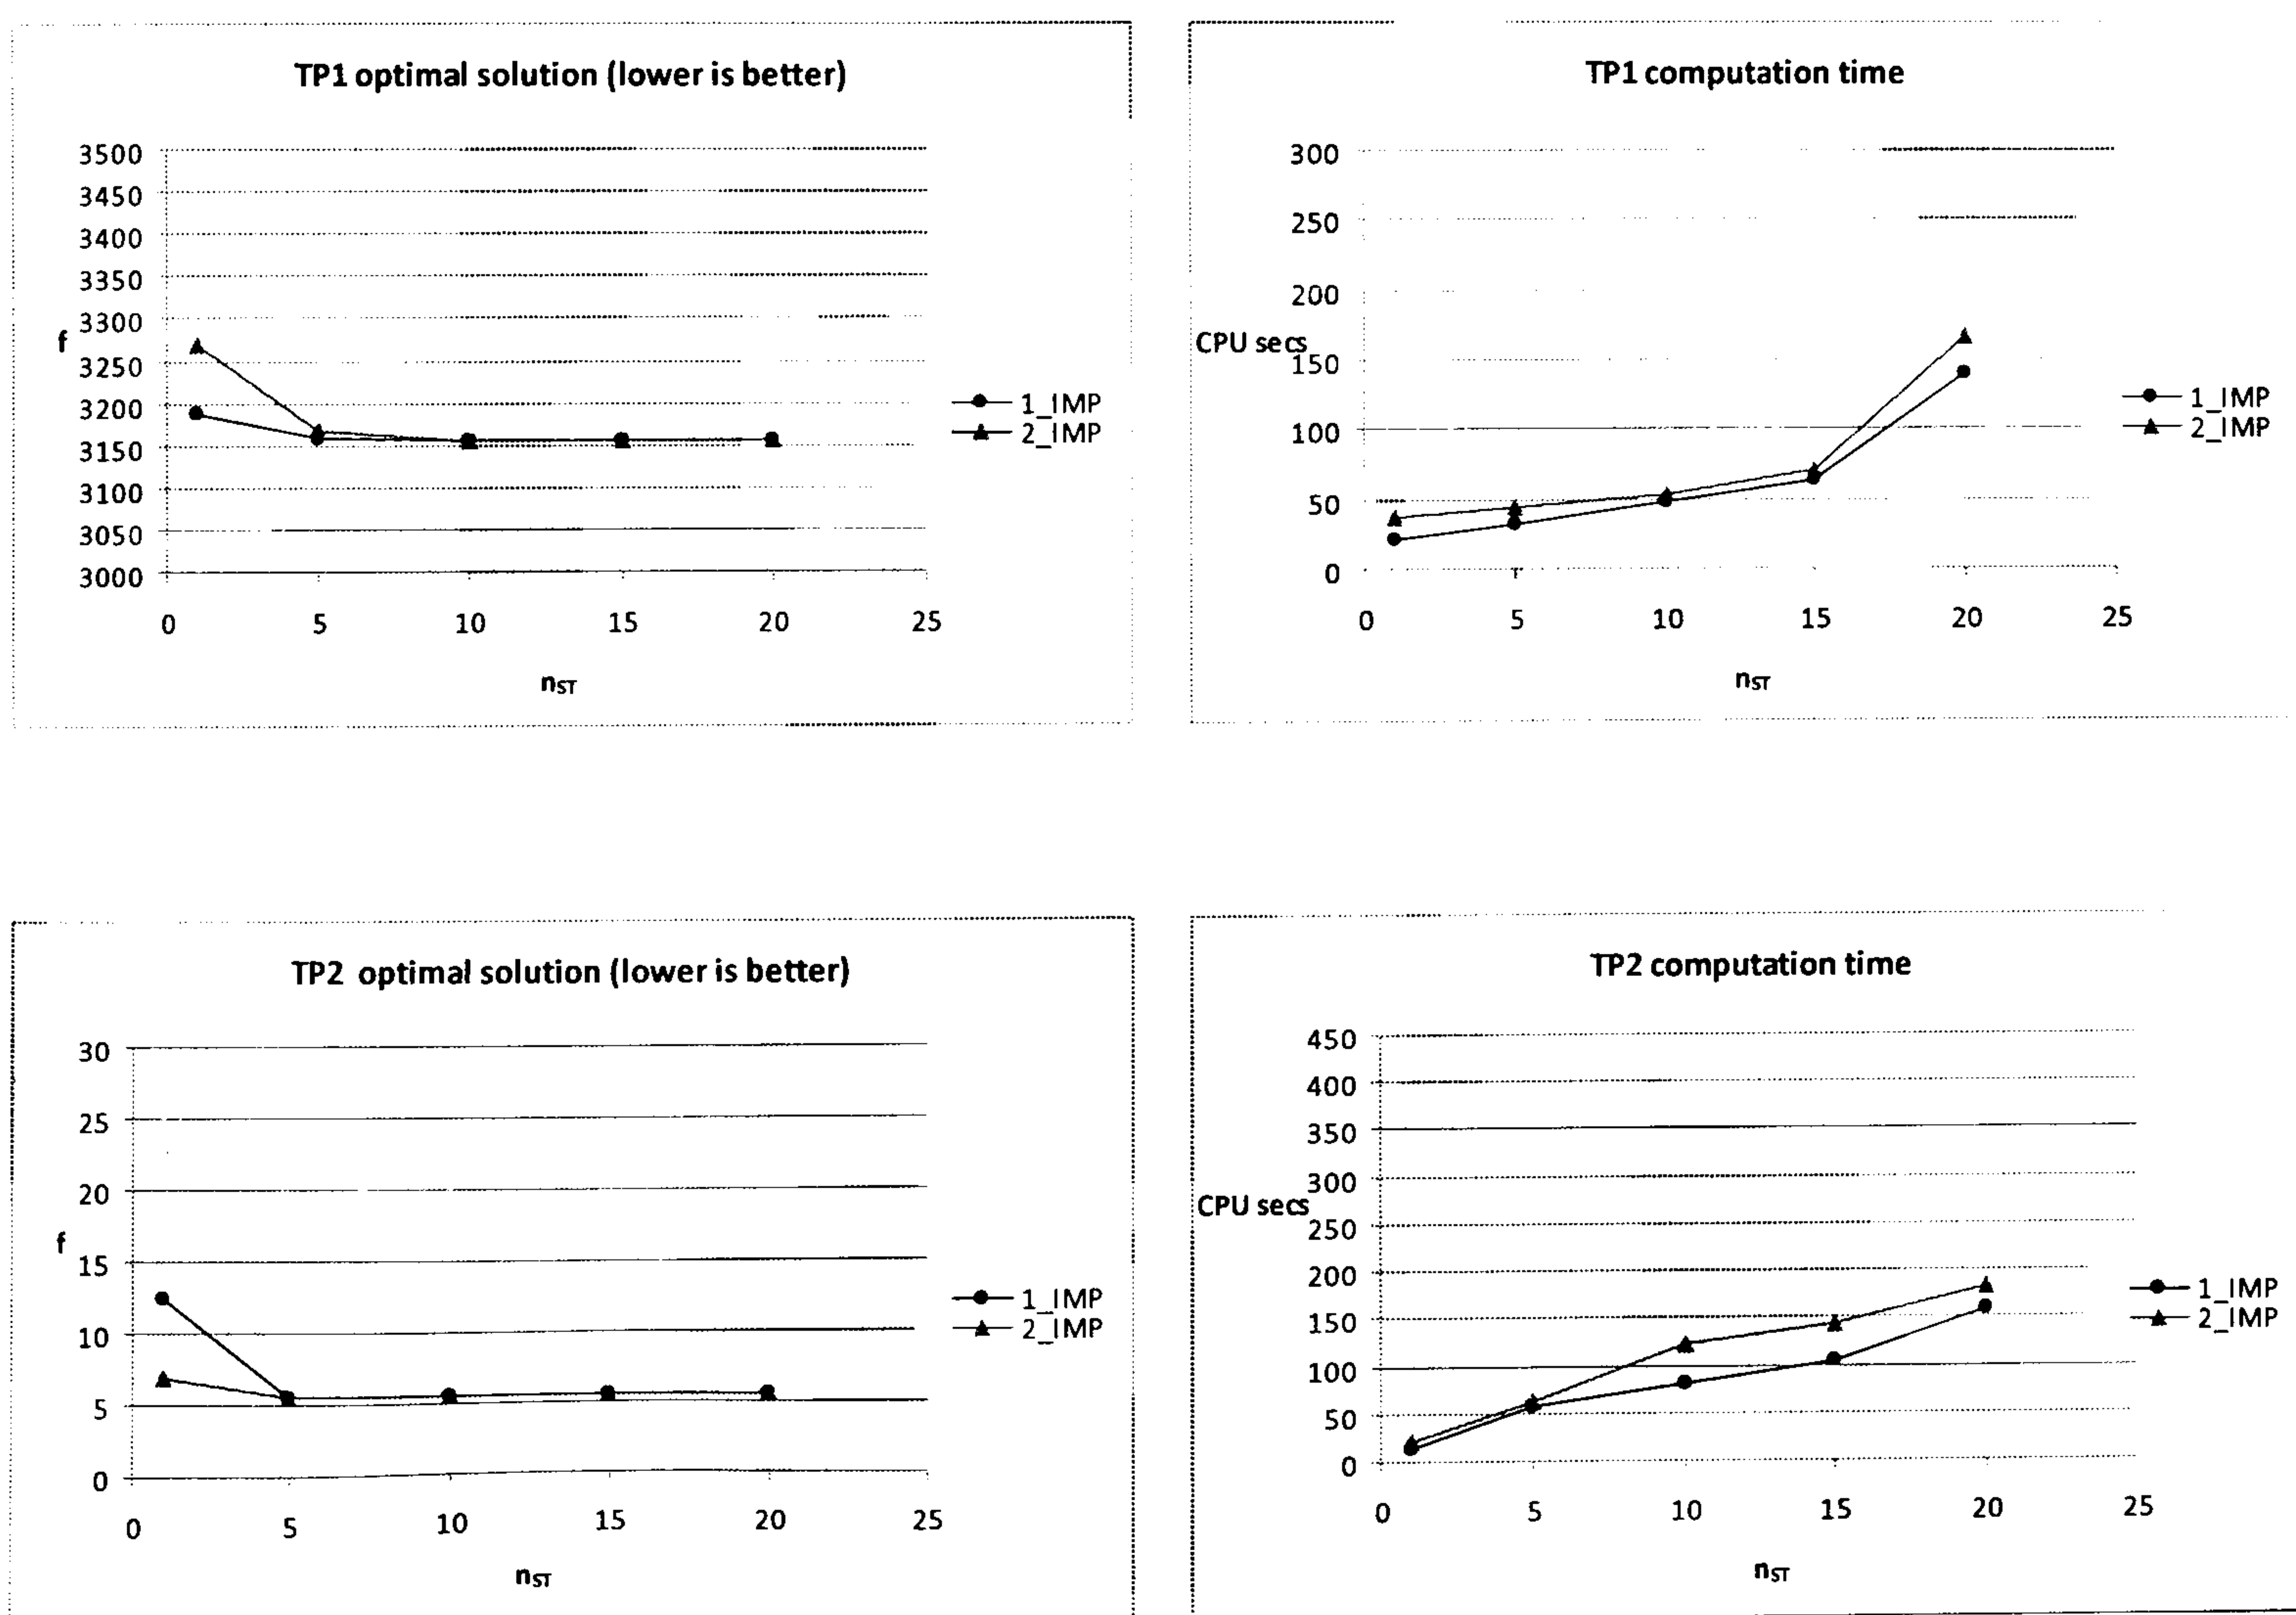 TP1 optimal solution (lower is better)
3500
3450
3400
3350
3300
f
3250
3200
3150
3100
3050
3000
0 5 10 15 20 25
nST
1_IMP
2_IMP
TP1 computation time
300
250
200
CPU secs
150
100
50
0
0 5 10 15 20 25
nST
1_IMP
2_IMP
TP2 optimal solution (lower is better)
30
25
20
f
15
10
5
0
0 5 10 15 20 25
nST
1_IMP
2_IMP
TP2 computation time
450
400
350
300
CPU secs
250
200
150
100
50
0
0 5 10 15 20 25
nST
1_IMP
2_IMP